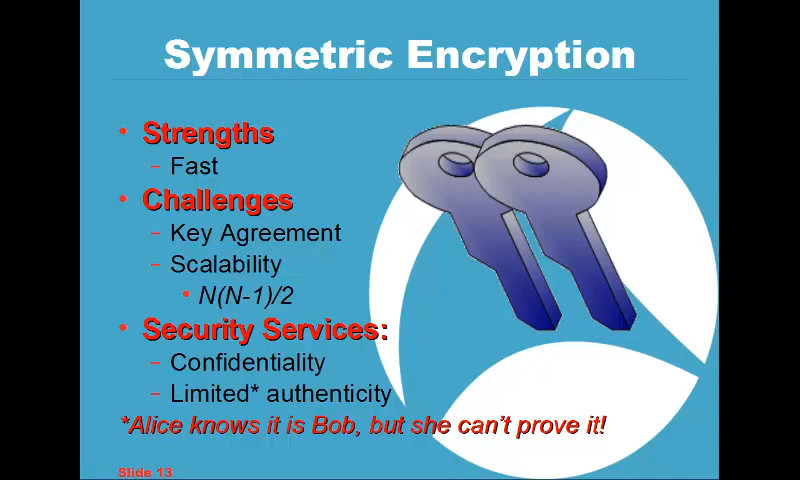 Symmetric Encryption
• Strengths
– Fast
• Challenges
– Key Agreement
– Scalability
• N(N-1)/2
• Security Services:
– Confidentiality
– Limited* authenticity
*Alice knows it is Bob, but she can't prove it!
Slide 13